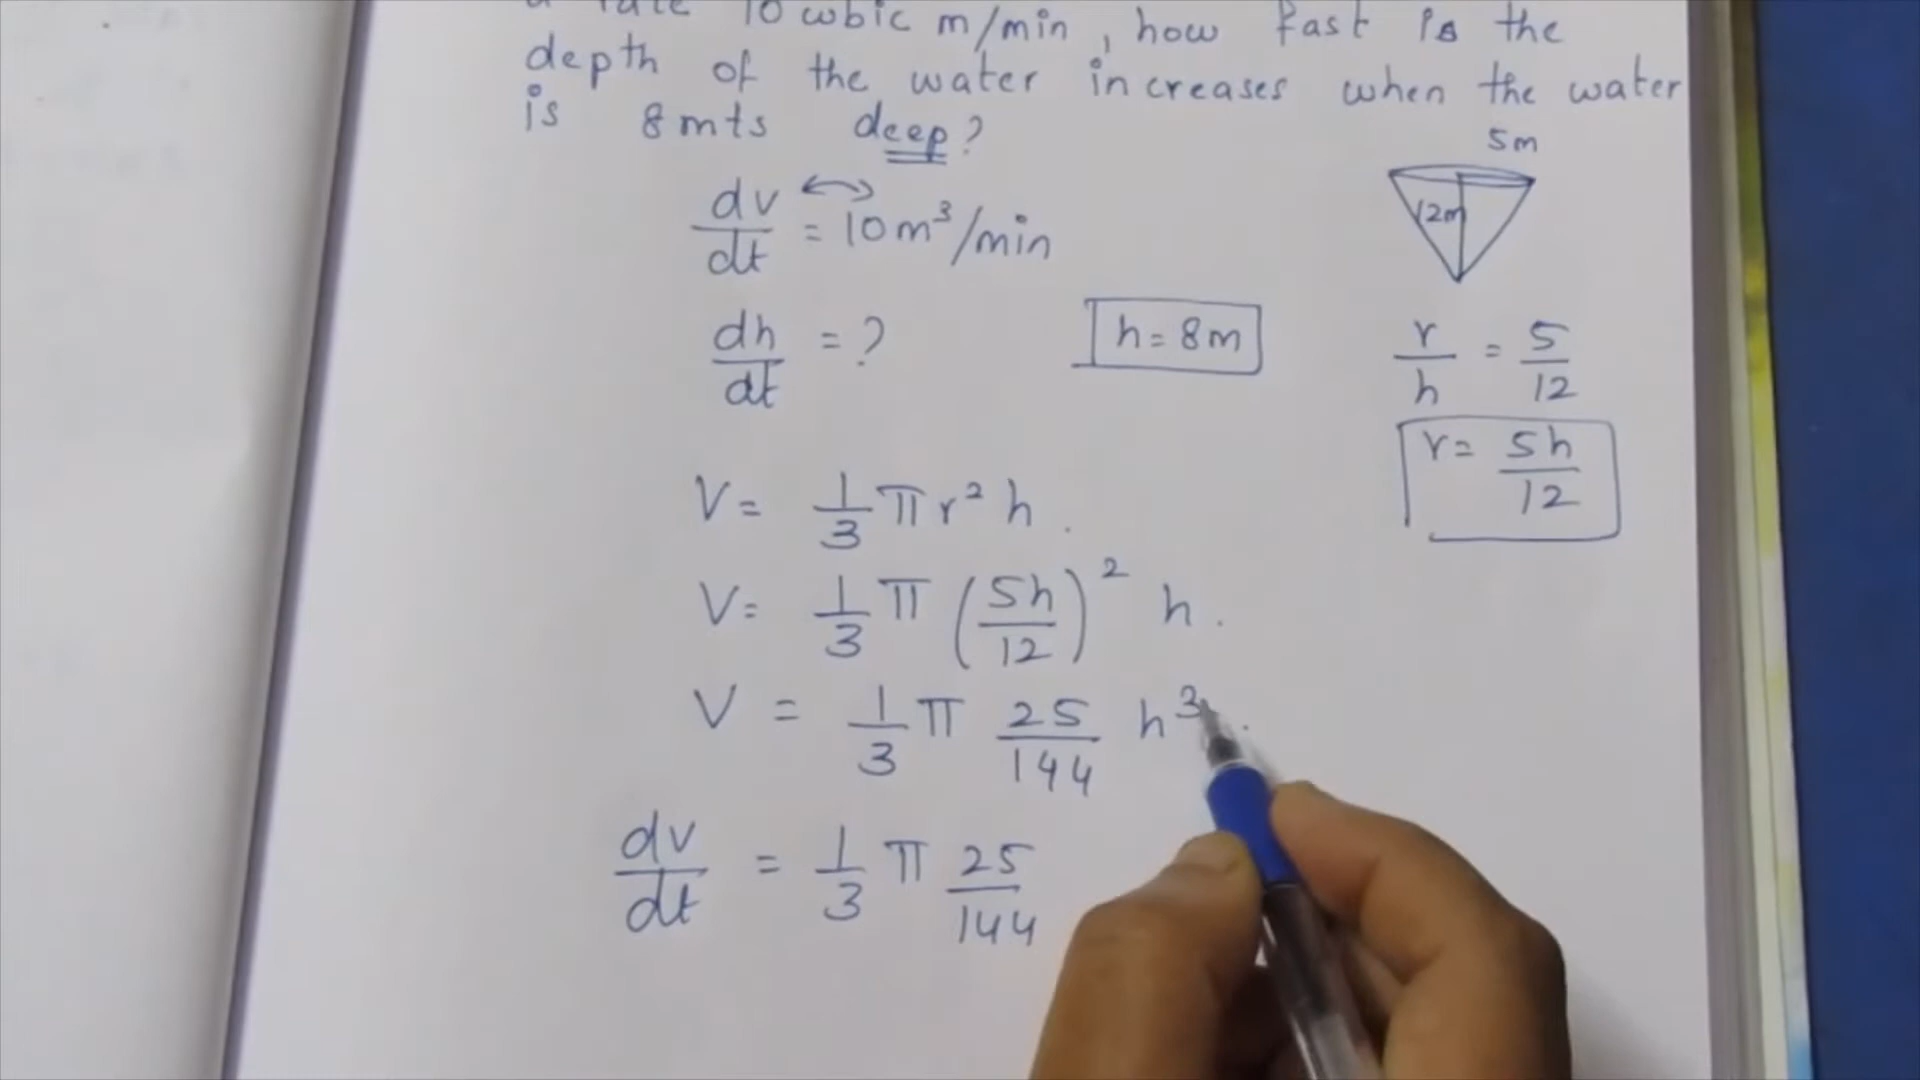 a rate 10 cubic m/min, how fast is the
depth of the water increases when the water
is 8mts deep?
5m
12m
dv/dt = 10m³/min
dh/dt = ?
h = 8m
r/h = 5/12
r = 5h/12
V = 1/3 π r² h.
V = 1/3 π (5h/12)² h.
V = 1/3 π 25/144 h³.
dv/dt = 1/3 π 25/144